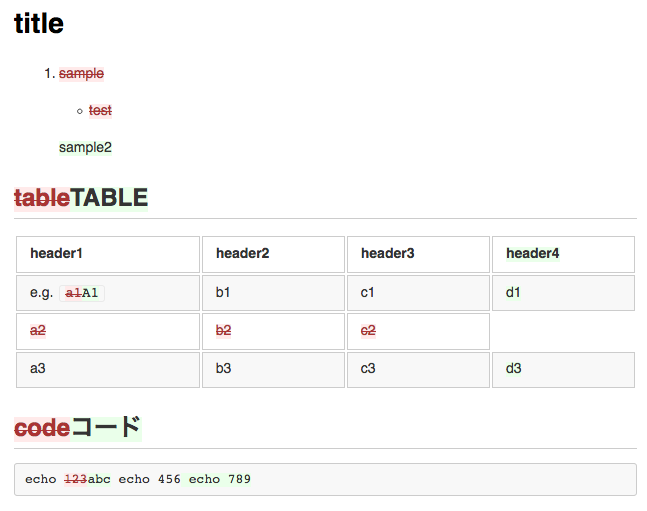 title
1. sample
test
sample2
tableTABLE
header1 header2 header3 header4
e.g. a1A1 b1 c1 d1
a2 b2 c2
a3 b3 c3 d3
codeコード
echo 123abc echo 456 echo 789